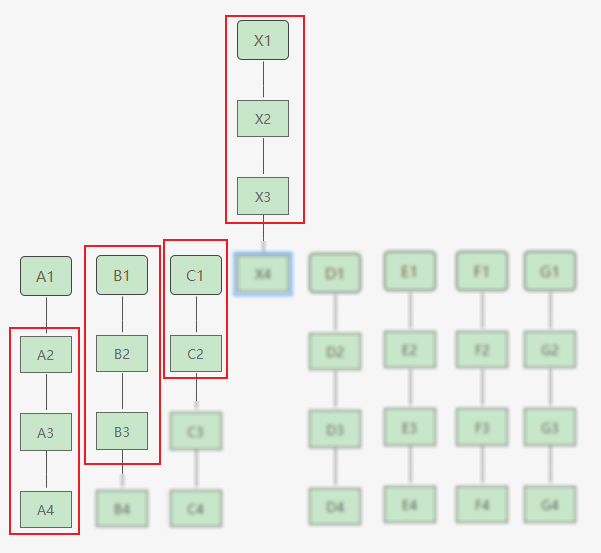 X1
X2
X3
X4
A1 B1 C1 D1 E1 F1 G1
A2 B2 C2 D2 E2 F2 G2
A3 B3 C3 D3 E3 F3 G3
A4 B4 C4 D4 E4 F4 G4